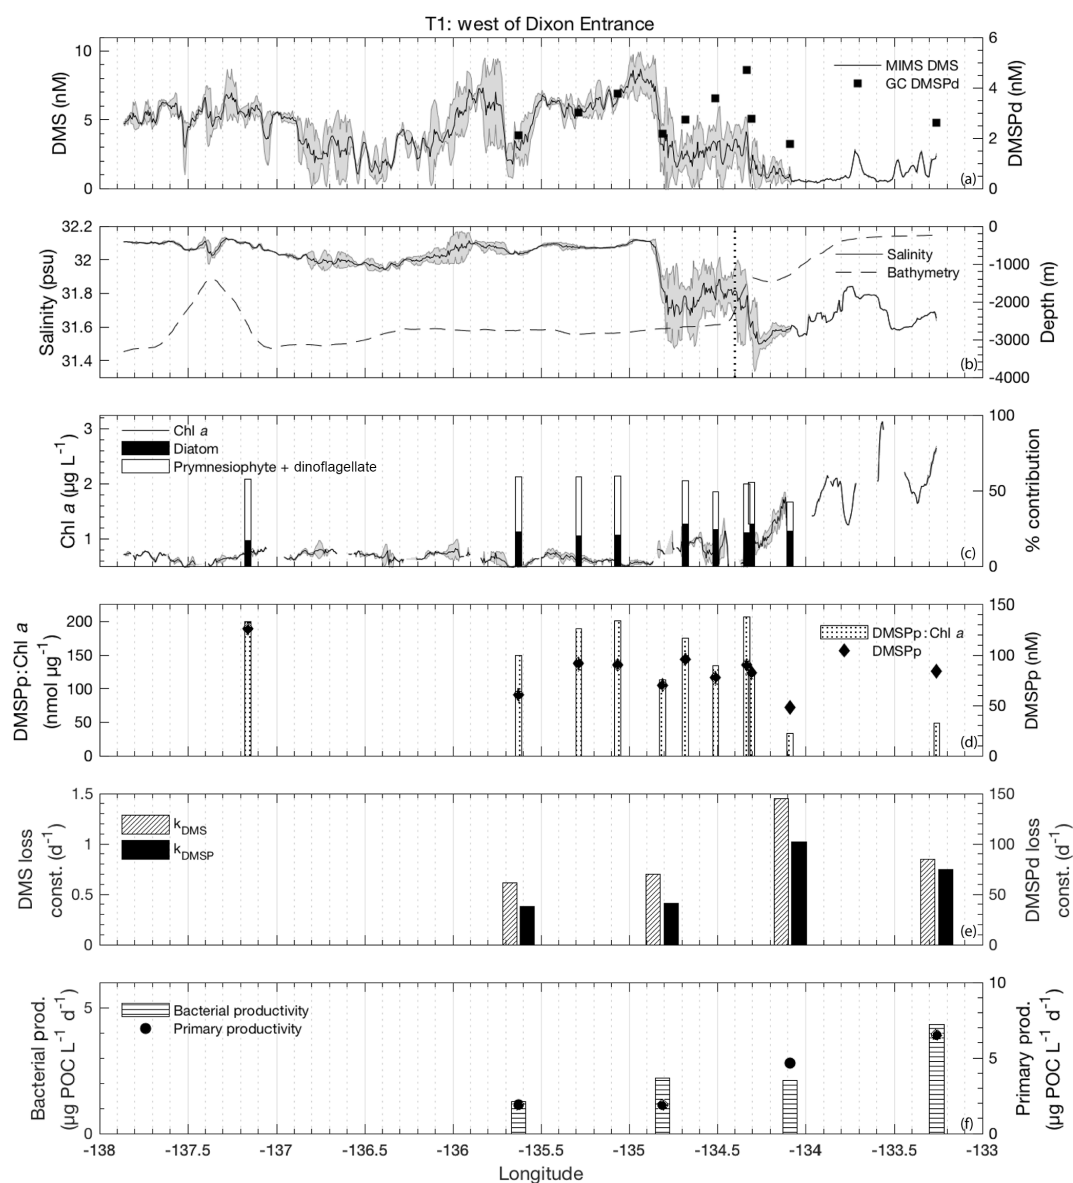 T1: west of Dixon Entrance
10
5
0
DMS (nM)
6
4
2
0
DMSPd (nM)
MIMS DMS
GC DMSPd
(a)
32.2
32
31.8
31.6
31.4
Salinity (psu)
0
-1000
-2000
-3000
-4000
Depth (m)
Salinity
Bathymetry
(b)
3
2
1
Chl a (µg L⁻¹)
100
50
0
% contribution
Chl a
Diatom
Prymnesiophyte + dinoflagellate
(c)
200
150
100
50
0
DMSPp:Chl a
(nmol µg⁻¹)
150
100
50
0
DMSPp (nM)
DMSPp:Chl a
DMSPp
(d)
1.5
1
0.5
0
DMS loss
const. (d⁻¹)
150
100
50
0
DMSPd loss
const. (d⁻¹)
k_DMS
k_DMSP
(e)
5
0
Bacterial prod.
(µg POC L⁻¹ d⁻¹)
10
5
0
Primary prod.
(µg POC L⁻¹ d⁻¹)
Bacterial productivity
Primary productivity
(f)
-138 -137.5 -137 -136.5 -136 -135.5 -135 -134.5 -134 -133.5 -133
Longitude